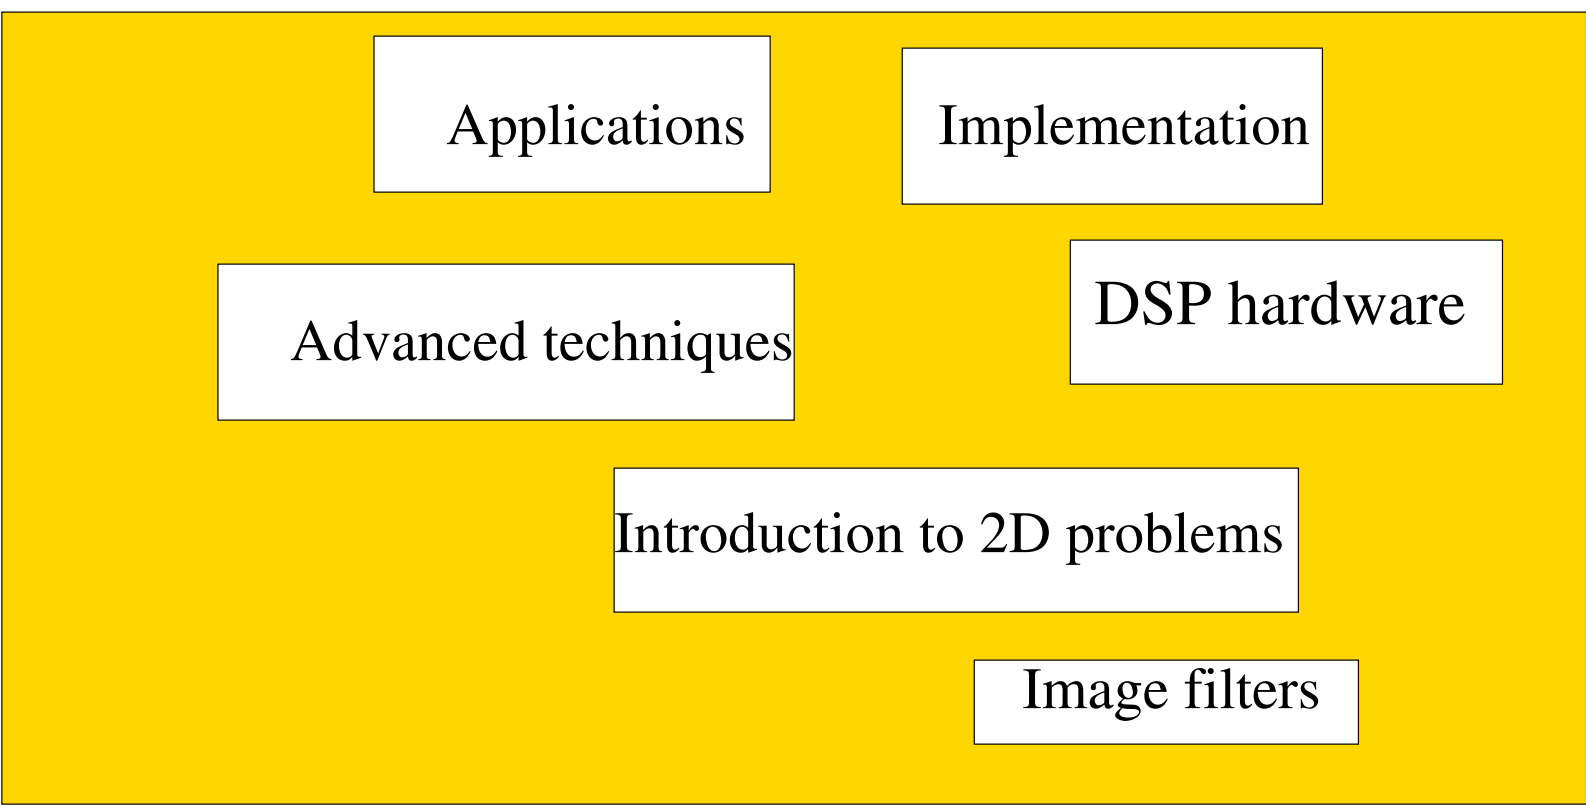 Applications
Implementation
DSP hardware
Advanced techniques
Introduction to 2D problems
Image filters